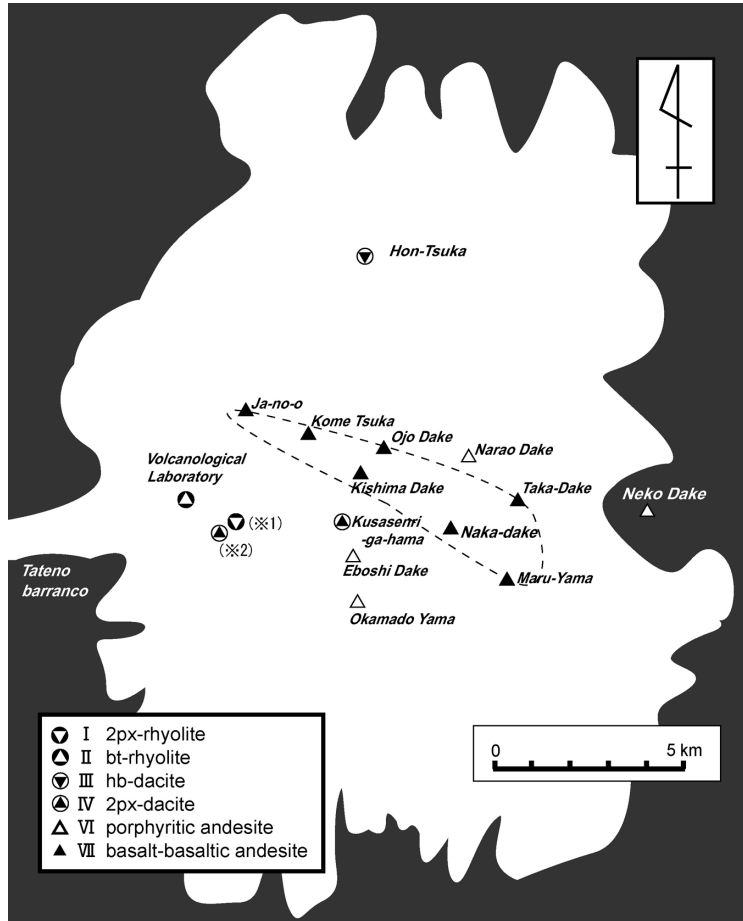 Hon-Tsuka
Ja-no-o
Kome Tsuka
Ojo Dake
Narao Dake
Volcanological
Laboratory
Kishima Dake
Taka-Dake
Neko Dake
(※1)
Kusasenri
-ga-hama
Naka-dake
(※2)
Eboshi Dake
Maru-Yama
Tateno
barranco
Okamado Yama
I 2px-rhyolite
II bt-rhyolite
III hb-dacite
IV 2px-dacite
VI porphyritic andesite
VII basalt-basaltic andesite
0 5 km